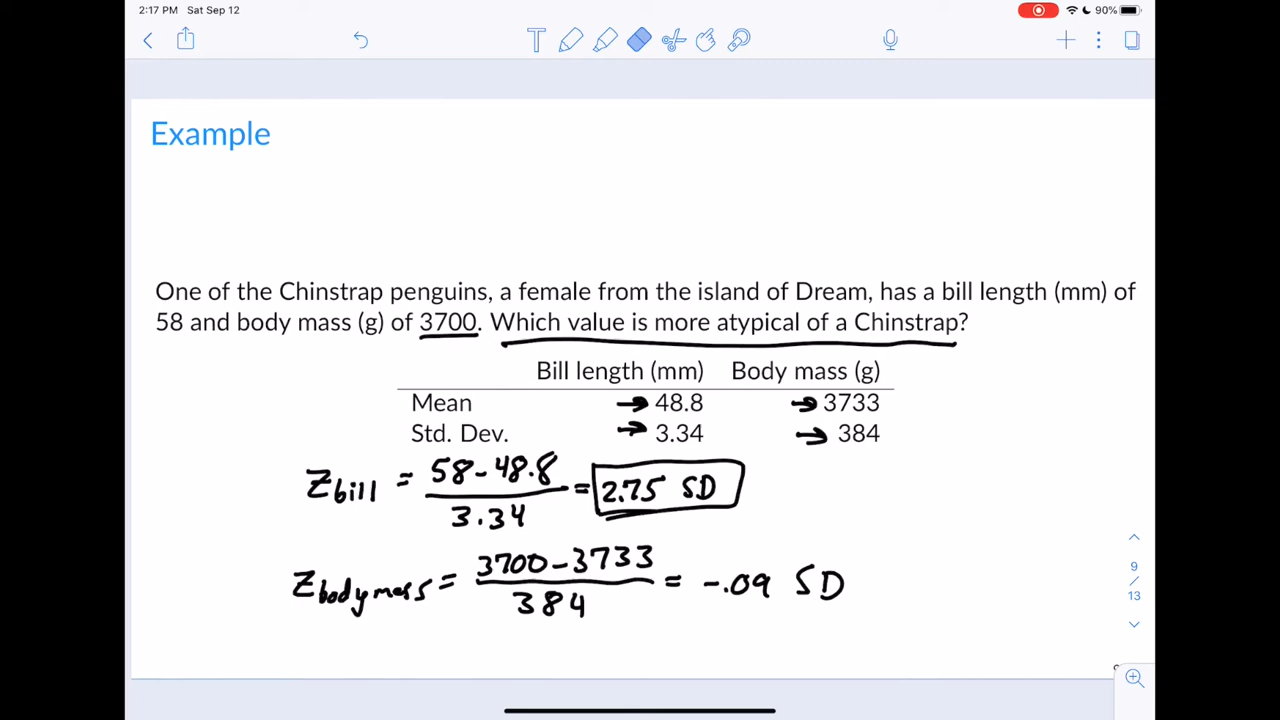 2:17 PM Sat Sep 12 90%
T
Example
One of the Chinstrap penguins, a female from the island of Dream, has a bill length (mm) of
58 and body mass (g) of 3700. Which value is more atypical of a Chinstrap?
Bill length (mm) Body mass (g)
Mean → 48.8 → 3733
Std. Dev. → 3.34 → 384
Zbill = 58-48.8 / 3.34 = 2.75 SD
Zbody mass = 3700-3733 / 384 = -.09 SD
9
/
13